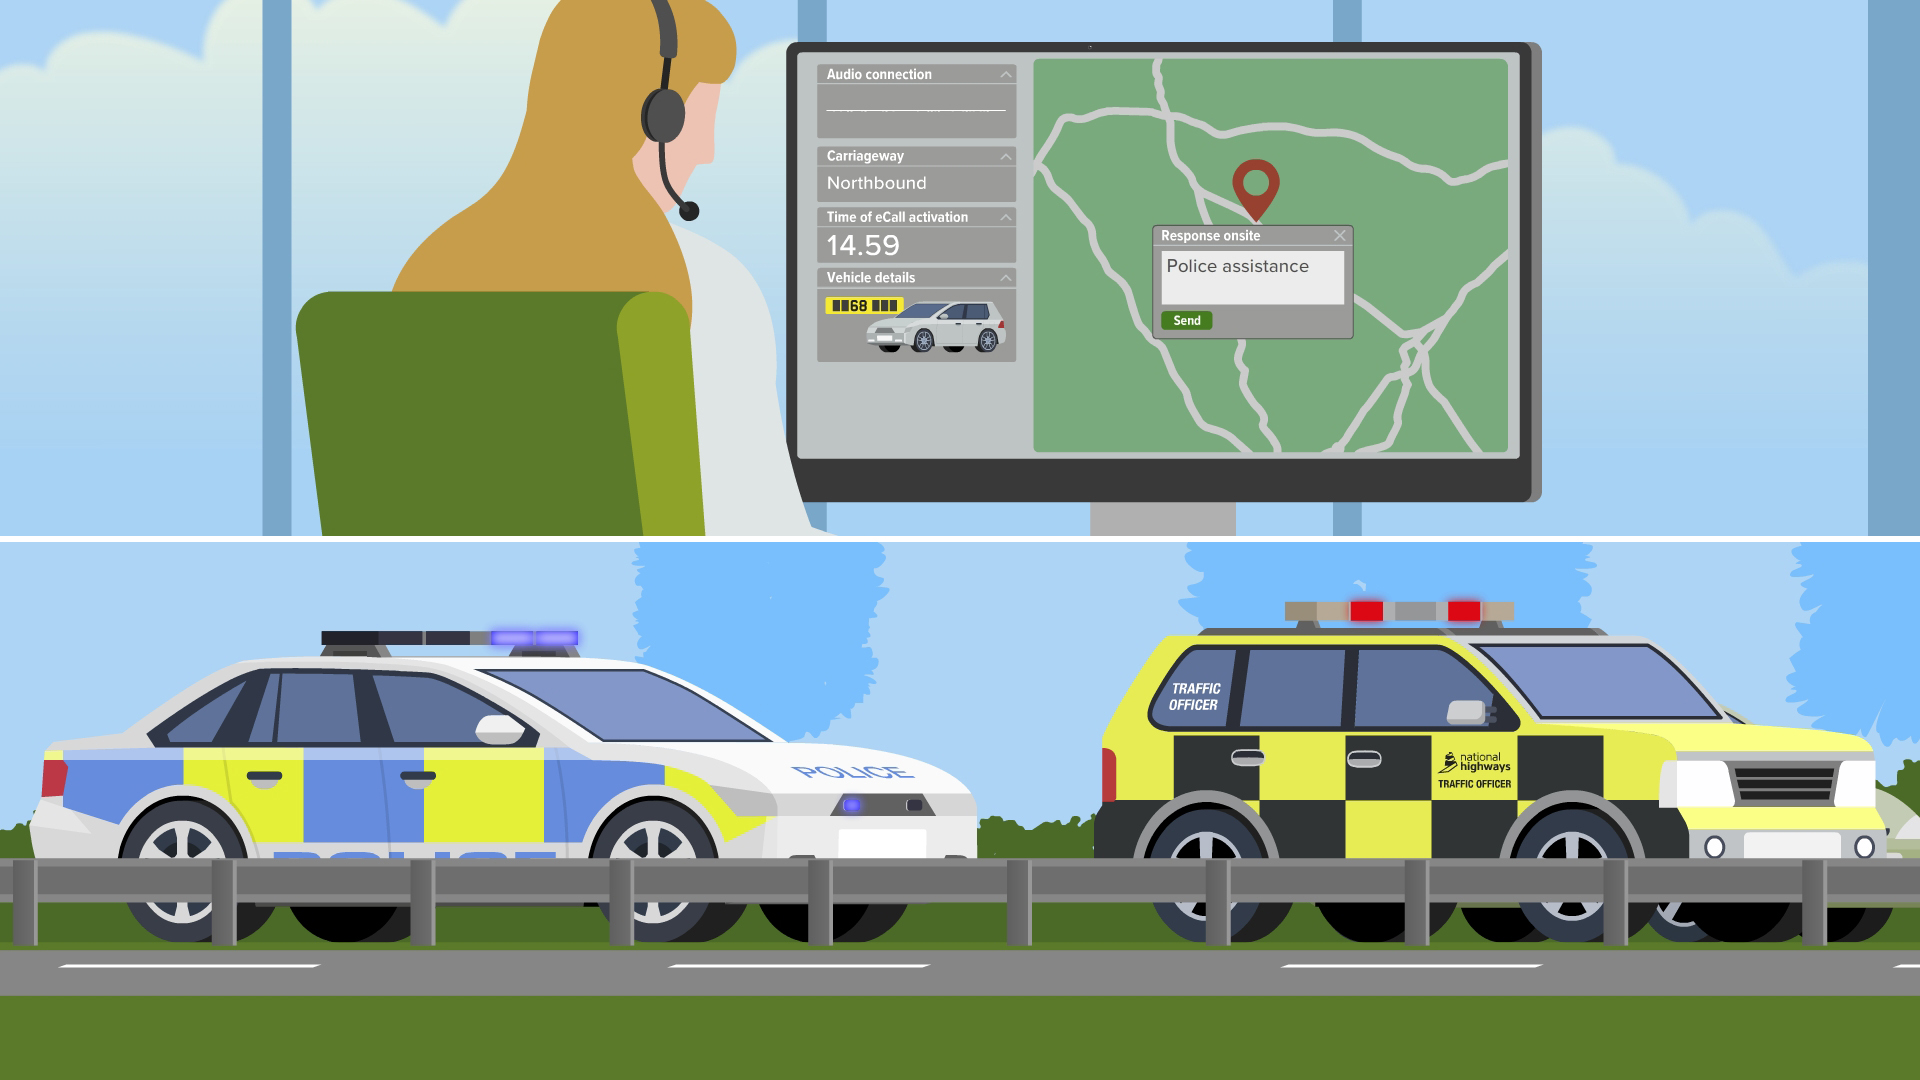 Audio connection
Carriageway
Northbound
Time of eCall activation
14.59
Vehicle details
68
Response onsite
Police assistance
Send
POLICE
POLICE
TRAFFIC
OFFICER
national
highways
TRAFFIC OFFICER